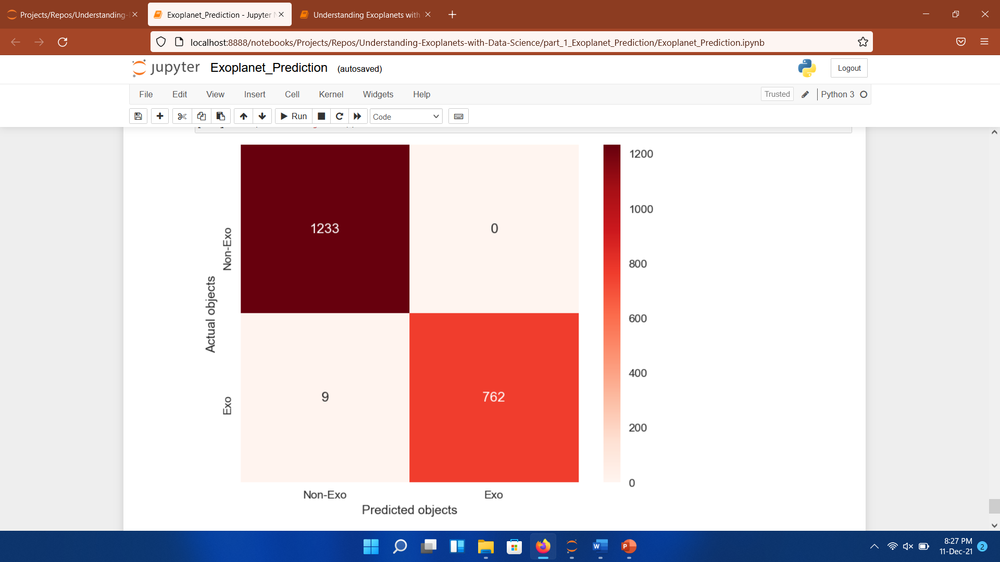 Projects/Repos/Understanding-
Exoplanet_Prediction - Jupyter
Understanding Exoplanets with
localhost:8888/notebooks/Projects/Repos/Understanding-Exoplanets-with-Data-Science/part_1_Exoplanet_Prediction/Exoplanet_Prediction.ipynb
jupyter Exoplanet_Prediction (autosaved)
Logout
File Edit View Insert Cell Kernel Widgets Help
Trusted
Python 3
Run
Code
1200
1000
800
600
400
200
0
1233
0
9
762
Actual objects
Non-Exo
Exo
Non-Exo
Exo
Predicted objects
8:27 PM
11-Dec-21
2